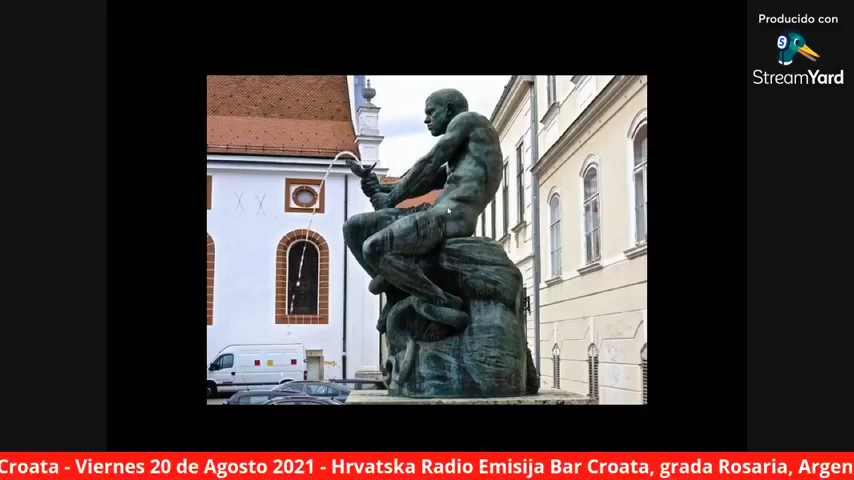 Producido con
StreamYard
Croata - Viernes 20 de Agosto 2021 - Hrvatska Radio Emisija Bar Croata, grada Rosaria, Argen